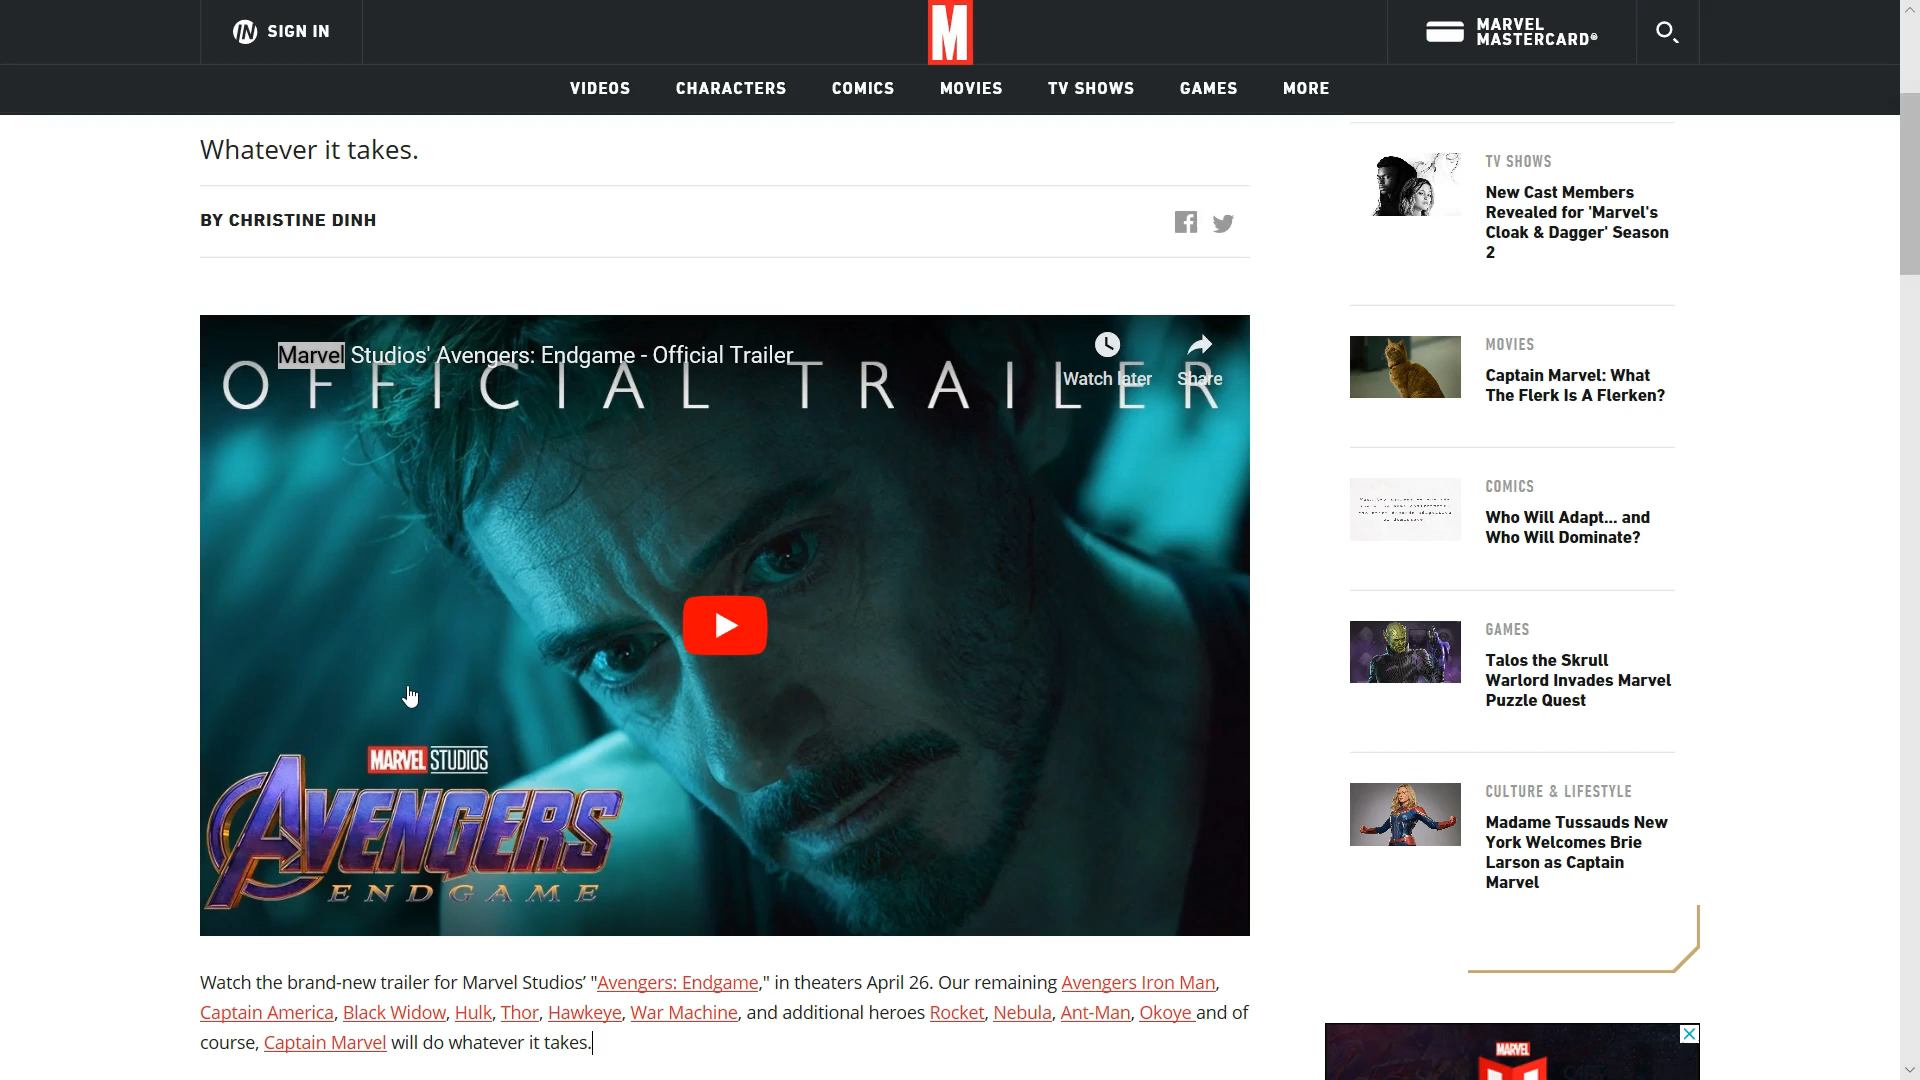 IN SIGN IN
M
MARVEL
MASTERCARD®
VIDEOS CHARACTERS COMICS MOVIES TV SHOWS GAMES MORE
Whatever it takes.
BY CHRISTINE DINH
Marvel Studios' Avengers: Endgame - Official Trailer
Watch later Share
OFFICIAL TRAILER
MARVEL STUDIOS
AVENGERS
ENDGAME
Watch the brand-new trailer for Marvel Studios’ "Avengers: Endgame," in theaters April 26. Our remaining Avengers Iron Man,
Captain America, Black Widow, Hulk, Thor, Hawkeye, War Machine, and additional heroes Rocket, Nebula, Ant-Man, Okoye and of
course, Captain Marvel will do whatever it takes.
TV SHOWS
New Cast Members
Revealed for 'Marvel's
Cloak & Dagger' Season
2
MOVIES
Captain Marvel: What
The Flerk Is A Flerken?
COMICS
Who Will Adapt... and
Who Will Dominate?
GAMES
Talos the Skrull
Warlord Invades Marvel
Puzzle Quest
CULTURE & LIFESTYLE
Madame Tussauds New
York Welcomes Brie
Larson as Captain
Marvel
MARVEL